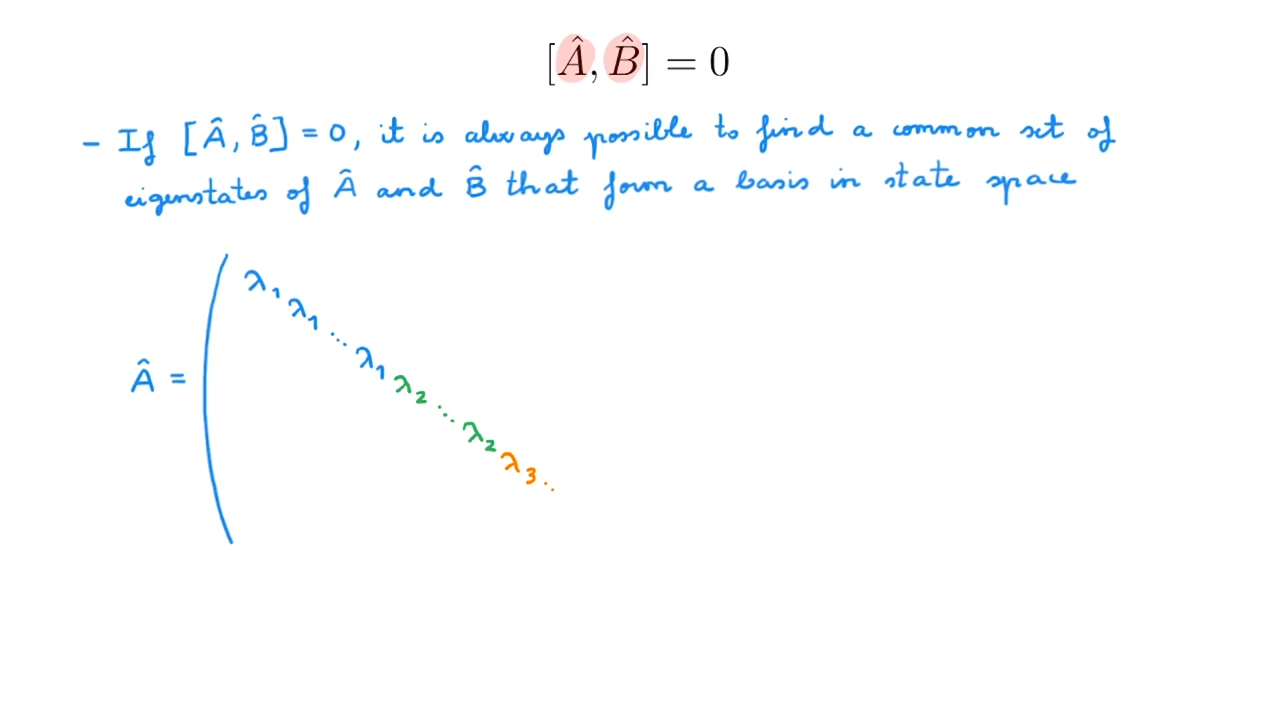 [Â, B̂] = 0
- If [Â, B̂] = 0, it is always possible to find a common set of
eigenstates of Â and B̂ that form a basis in state space
Â = ( λ₁ λ₁ ⋱ λ₁ λ₂ ⋱ λ₂ λ₃ ⋱